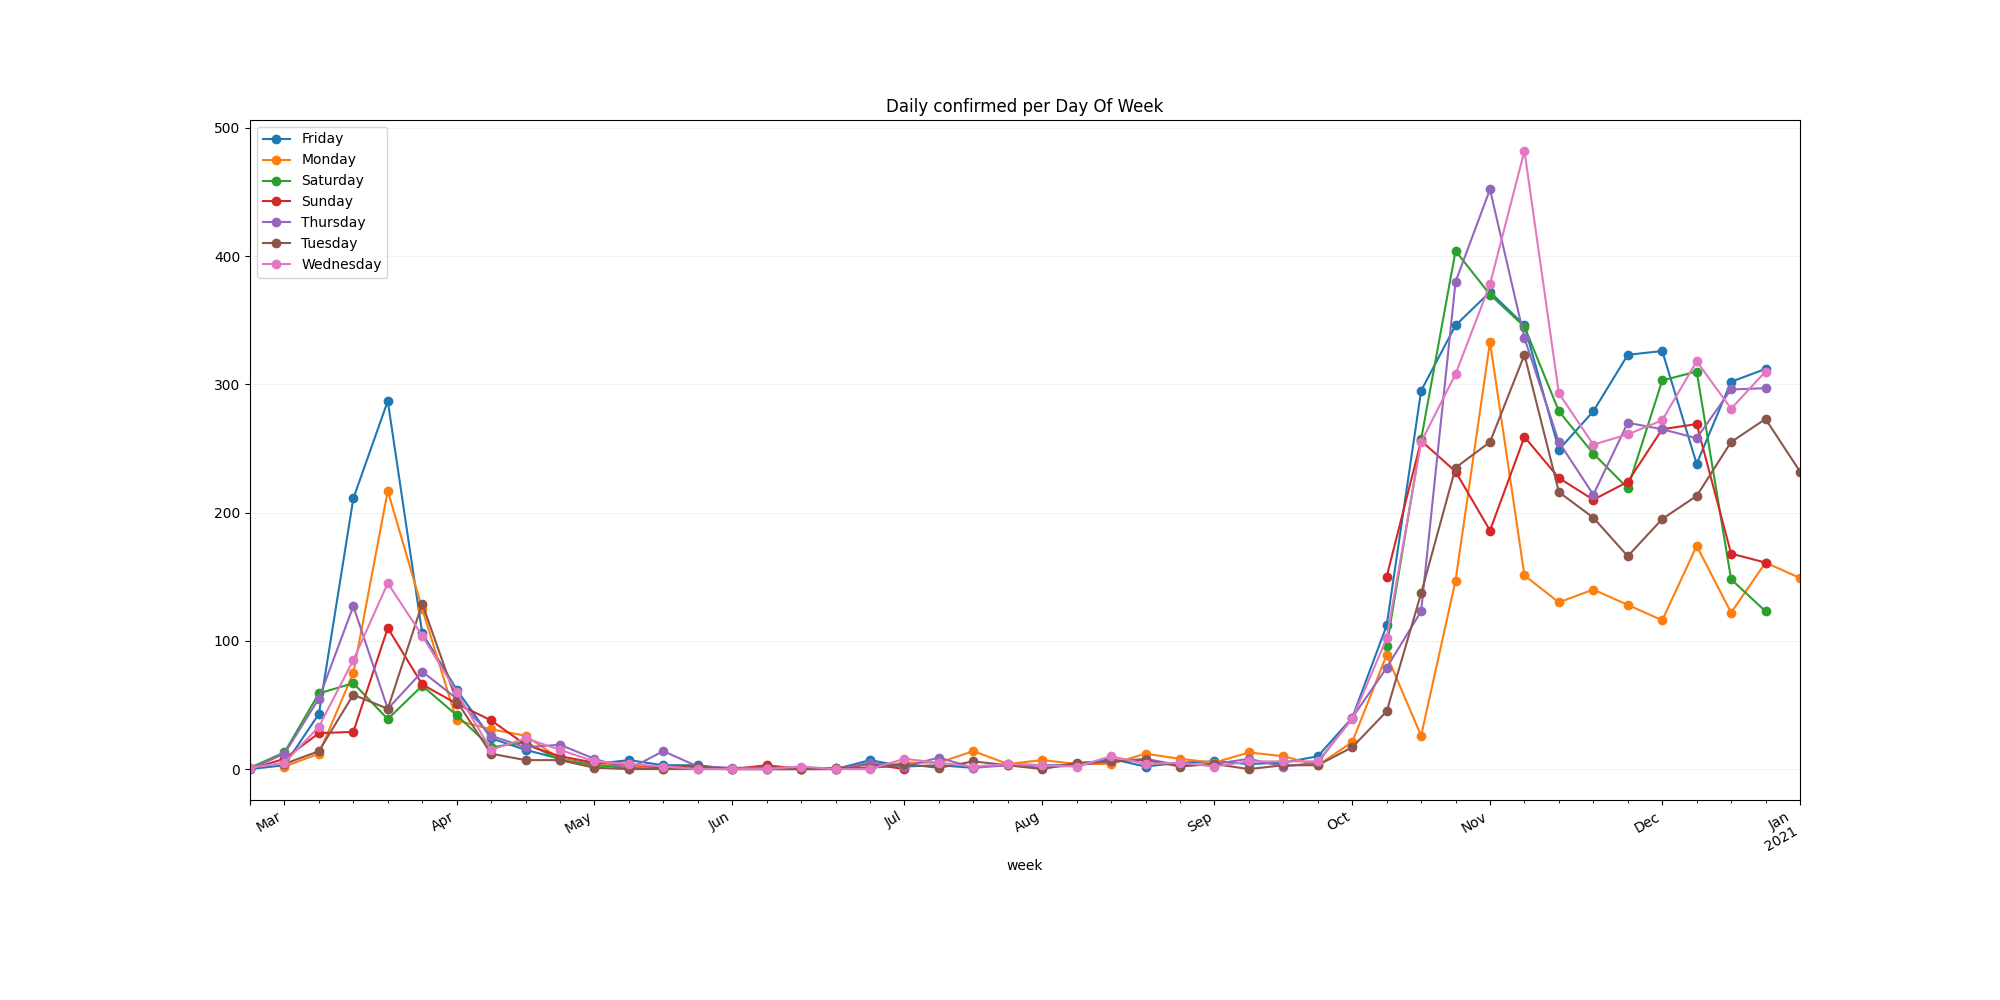 Daily confirmed per Day Of Week
500
400
300
200
100
0
Friday
Monday
Saturday
Sunday
Thursday
Tuesday
Wednesday
Mar
Apr
May
Jun
Jul
Aug
Sep
Oct
Nov
Dec
Jan
2021
week